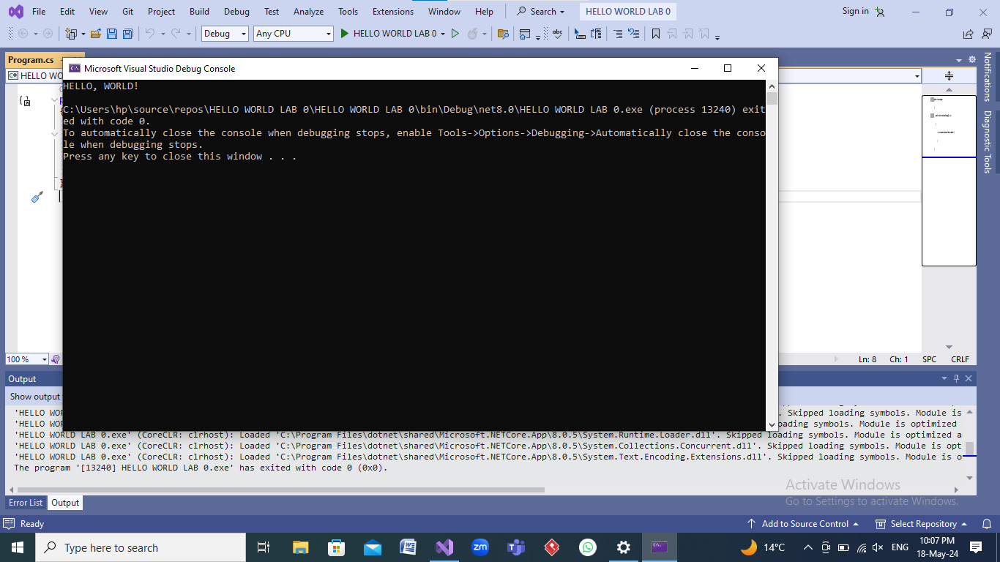 File Edit View Git Project Build Debug Test Analyze Tools Extensions Window Help Search HELLO WORLD LAB 0 Sign in
Debug Any CPU HELLO WORLD LAB 0
Program.cs
C# HELLO WO
Microsoft Visual Studio Debug Console
HELLO, WORLD!
C:\Users\hp\source\repos\HELLO WORLD LAB 0\HELLO WORLD LAB 0\bin\Debug\net8.0\HELLO WORLD LAB 0.exe (process 13240) exit
ed with code 0.
To automatically close the console when debugging stops, enable Tools->Options->Debugging->Automatically close the conso
le when debugging stops.
Press any key to close this window . . .
Notifications
Diagnostic Tools
100 %
Ln: 8 Ch: 1 SPC CRLF
Output
Show output
'HELLO WOR . Skipped loading symbols. Module is
'HELLO WOR oading symbols. Module is optimized
'HELLO WORLD LAB 0.exe' (CoreCLR: clrhost): Loaded 'C:\Program Files\dotnet\shared\Microsoft.NETCore.App\8.0.5\System.Runtime.Loader.dll'. Skipped loading symbols. Module is optimized a
'HELLO WORLD LAB 0.exe' (CoreCLR: clrhost): Loaded 'C:\Program Files\dotnet\shared\Microsoft.NETCore.App\8.0.5\System.Collections.Concurrent.dll'. Skipped loading symbols. Module is opt
'HELLO WORLD LAB 0.exe' (CoreCLR: clrhost): Loaded 'C:\Program Files\dotnet\shared\Microsoft.NETCore.App\8.0.5\System.Text.Encoding.Extensions.dll'. Skipped loading symbols. Module is o
The program '[13240] HELLO WORLD LAB 0.exe' has exited with code 0 (0x0).
Activate Windows
Go to Settings to activate Windows.
Error List Output
Ready Add to Source Control Select Repository
Type here to search 14°C ENG 10:07 PM
18-May-24